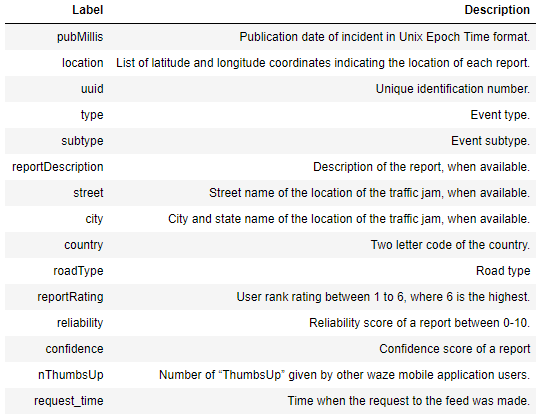 Label Description
pubMillis Publication date of incident in Unix Epoch Time format.
location List of latitude and longitude coordinates indicating the location of each report.
uuid Unique identification number.
type Event type.
subtype Event subtype.
reportDescription Description of the report, when available.
street Street name of the location of the traffic jam, when available.
city City and state name of the location of the traffic jam, when available.
country Two letter code of the country.
roadType Road type
reportRating User rank rating between 1 to 6, where 6 is the highest.
reliability Reliability score of a report between 0-10.
confidence Confidence score of a report
nThumbsUp Number of “ThumbsUp” given by other waze mobile application users.
request_time Time when the request to the feed was made.